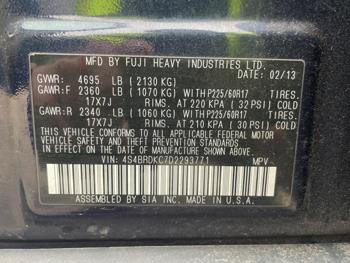 MFD. BY FUJI HEAVY INDUSTRIES LTD.
DATE: 02/13
GVWR: 4695 LB (2130 KG)
GAWR:F 2360 LB (1070 KG) WITH P225/60R17 TIRES.
17X7J RIMS. AT 220 KPA (32 PSI) COLD
GAWR:R 2340 LB (1060 KG) WITH P225/60R17 TIRES.
17X7J RIMS. AT 210 KPA (30 PSI) COLD
THIS VEHICLE CONFORMS TO ALL APPLICABLE FEDERAL MOTOR
VEHICLE SAFETY AND THEFT PREVENTION STANDARDS IN EFFECT ON
THE DATE OF MANUFACTURE SHOWN ABOVE.
VIN: 4S4BRDKC7D2293771 MPV
ASSEMBLED BY SIA INC. MADE IN U.S.A.